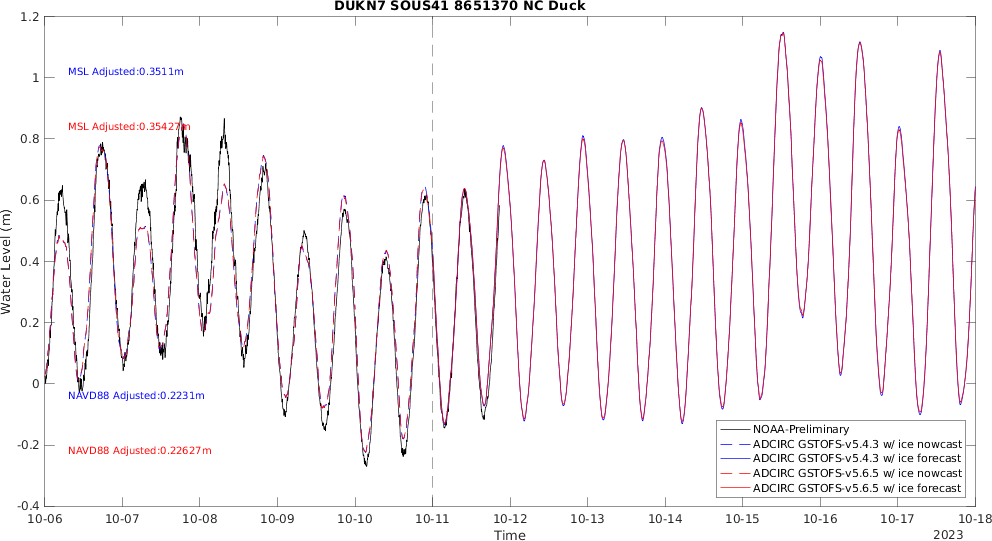 DUKN7 SOUS41 8651370 NC Duck
1.2
1
0.8
0.6
0.4
0.2
0
-0.2
-0.4
Water Level (m)
MSL Adjusted:0.3511m
MSL Adjusted:0.35427m
NAVD88 Adjusted:0.2231m
NAVD88 Adjusted:0.22627m
NOAA-Preliminary
ADCIRC GSTOFS-v5.4.3 w/ ice nowcast
ADCIRC GSTOFS-v5.4.3 w/ ice forecast
ADCIRC GSTOFS-v5.6.5 w/ ice nowcast
ADCIRC GSTOFS-v5.6.5 w/ ice forecast
10-06 10-07 10-08 10-09 10-10 10-11 10-12 10-13 10-14 10-15 10-16 10-17 10-18
Time
2023